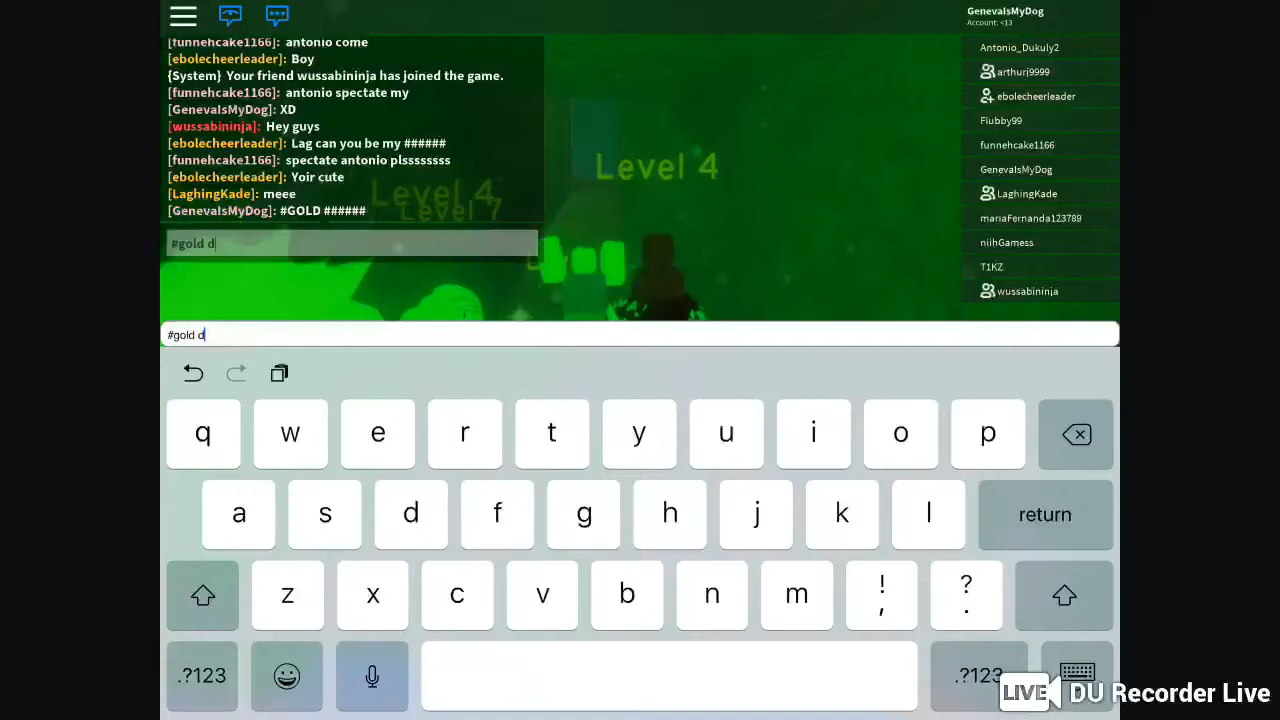 GenevaIsMyDog
Account: <13
[funnehcake1166]: antonio come
[ebolecheerleader]: Boy
{System} Your friend wussabininja has joined the game.
[funnehcake1166]: antonio spectate my
[GenevaIsMyDog]: XD
[wussabininja]: Hey guys
[ebolecheerleader]: Lag can you be my ######
[funnehcake1166]: spectate antonio plsssssss
[ebolecheerleader]: Yoir cute
[LaghingKade]: meee
[GenevaIsMyDog]: #GOLD ######
#gold d
Level 4
Level 7
Level 4
Antonio_Dukuly2
arthurj9999
ebolecheerleader
Flubby99
funnehcake1166
GenevaIsMyDog
LaghingKade
mariaFernanda123789
niihGamess
T1KZ
wussabininja
#gold d
q w e r t y u i o p
a s d f g h j k l return
z x c v b n m ! , ? .
.?123 .?123
LIVE DU Recorder Live